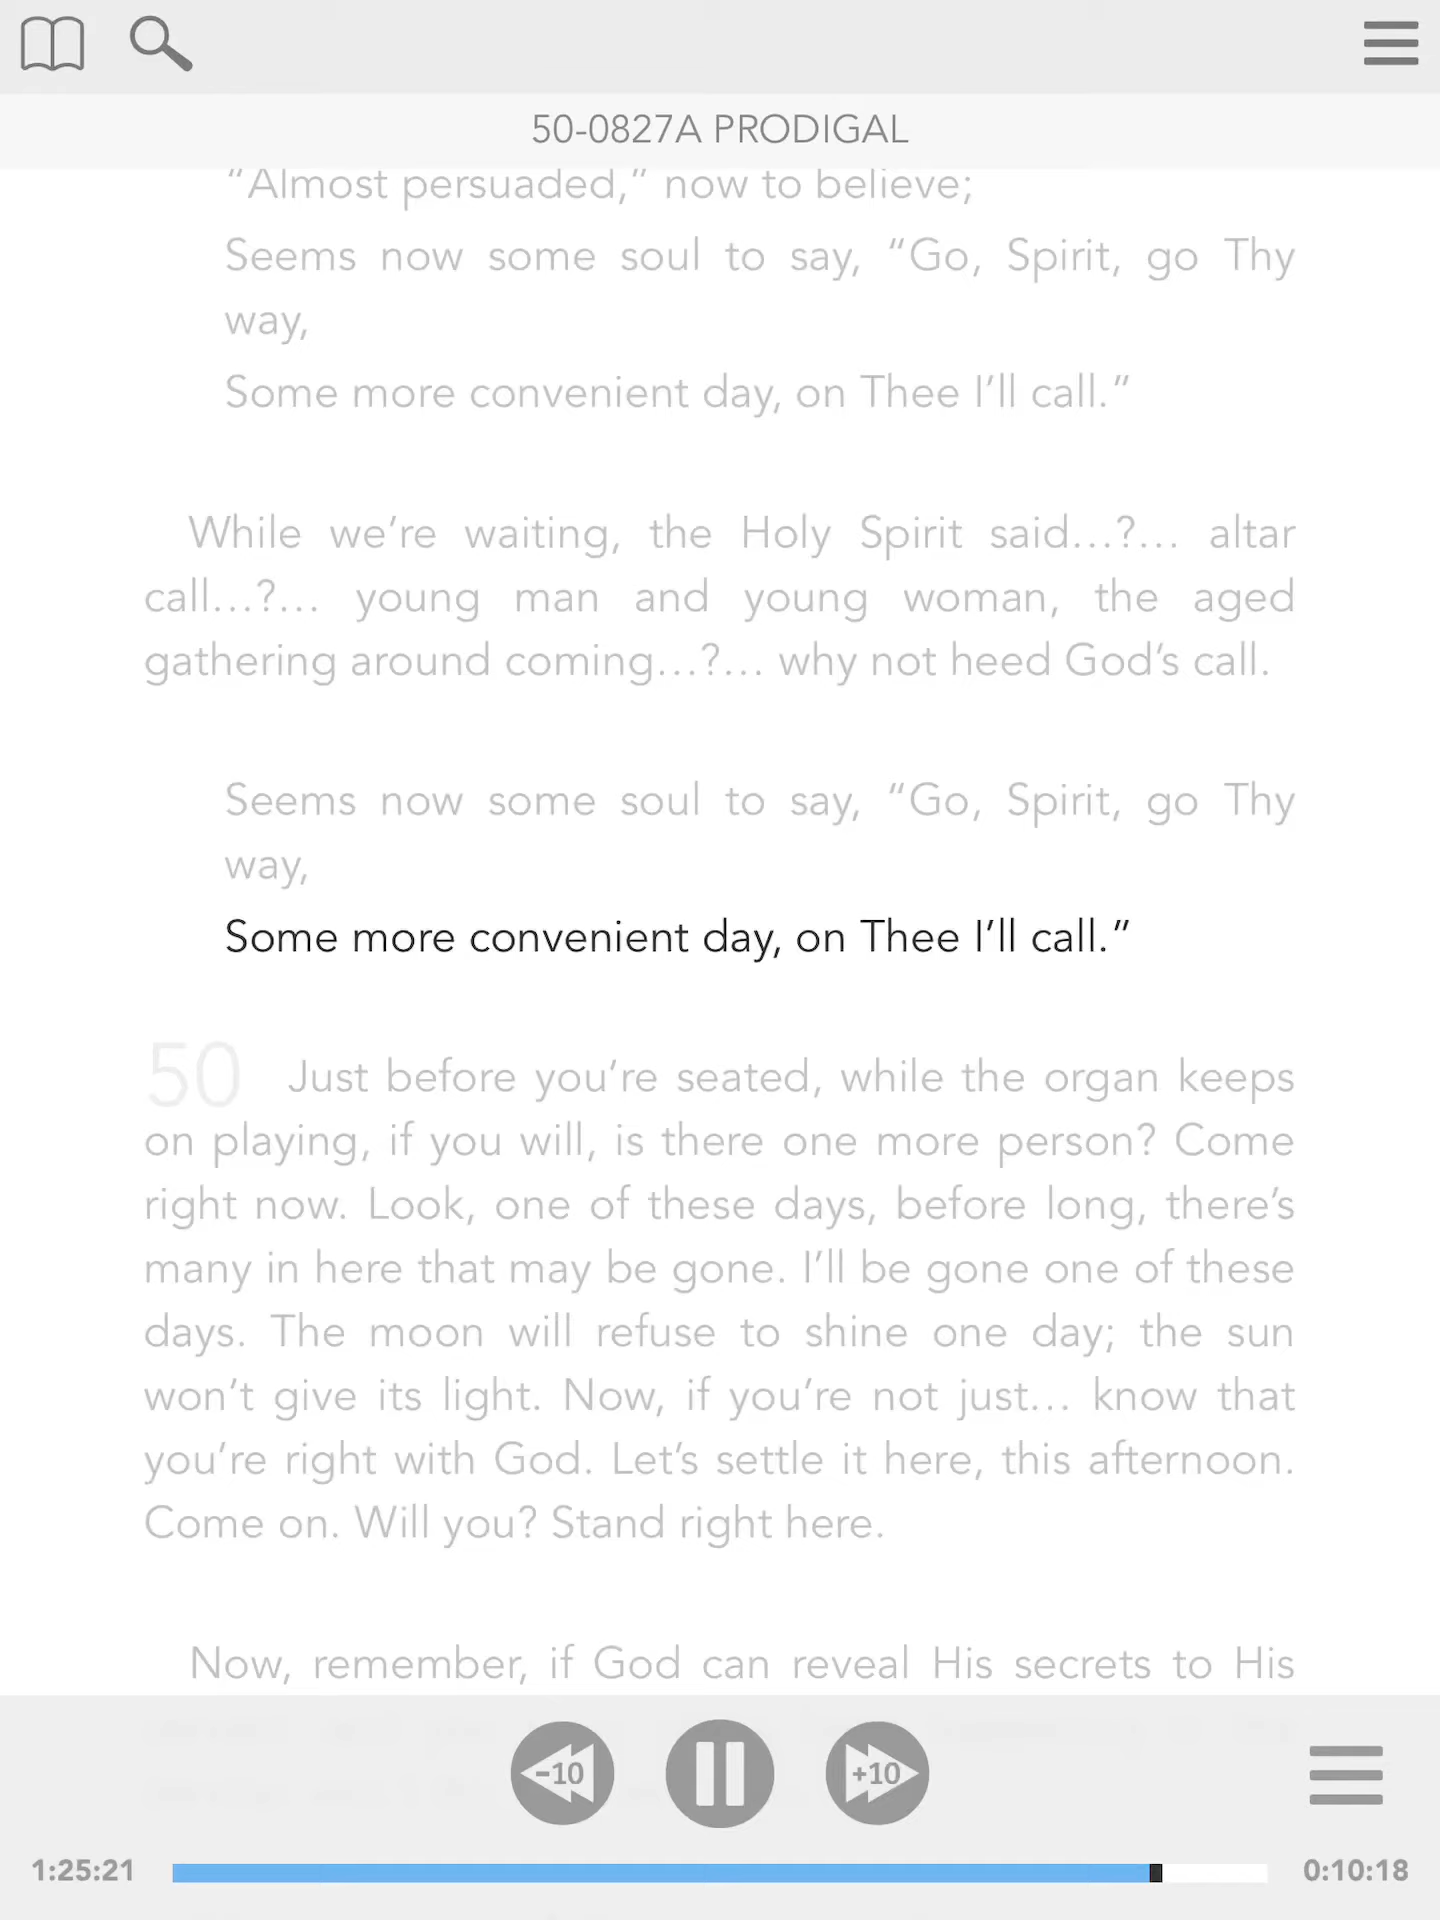 50-0827A PRODIGAL
“Almost persuaded,” now to believe;
Seems now some soul to say, “Go, Spirit, go Thy
way,
Some more convenient day, on Thee I’ll call.”
While we’re waiting, the Holy Spirit said...?... altar
call...?... young man and young woman, the aged
gathering around coming...?... why not heed God’s call.
Seems now some soul to say, “Go, Spirit, go Thy
way,
Some more convenient day, on Thee I’ll call.”
50 Just before you’re seated, while the organ keeps
on playing, if you will, is there one more person? Come
right now. Look, one of these days, before long, there’s
many in here that may be gone. I’ll be gone one of these
days. The moon will refuse to shine one day; the sun
won’t give its light. Now, if you’re not just... know that
you’re right with God. Let’s settle it here, this afternoon.
Come on. Will you? Stand right here.
Now, remember, if God can reveal His secrets to His
-10 +10
1:25:21 0:10:18